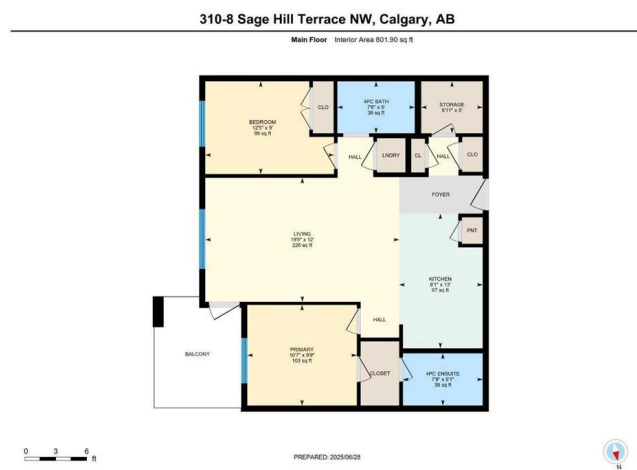 310-8 Sage Hill Terrace NW, Calgary, AB
Main Floor Interior Area 801.90 sq ft
BEDROOM
12'5" x 9'
99 sq ft
CLO
4PC BATH
7'6" x 5'
38 sq ft
STORAGE
5'11" x 5'
HALL
LNDRY
CL
HALL
CLO
FOYER
LIVING
18'9" x 12'
226 sq ft
PNT
KITCHEN
8'1" x 13'
97 sq ft
HALL
BALCONY
PRIMARY
10'7" x 9'9"
103 sq ft
CLOSET
4PC ENSUITE
7'9" x 5'1"
39 sq ft
0 3 6
ft
PREPARED: 2025/06/28
N